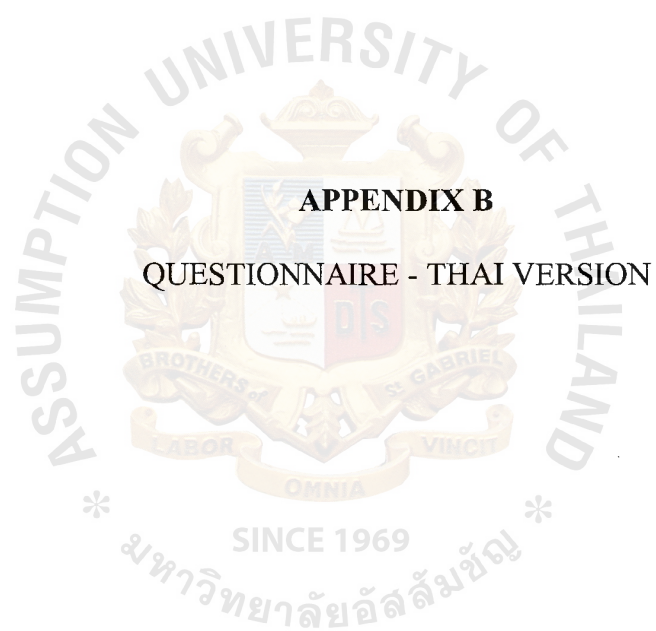 ASSUMPTION UNIVERSITY OF THAILAND
APPENDIX B
QUESTIONNAIRE - THAI VERSION
D S
BROTHERS of St GABRIEL
LABOR
VINCIT
OMNIA
* SINCE 1969 *
มหาวิทยาลัยอัสสัมชัญ